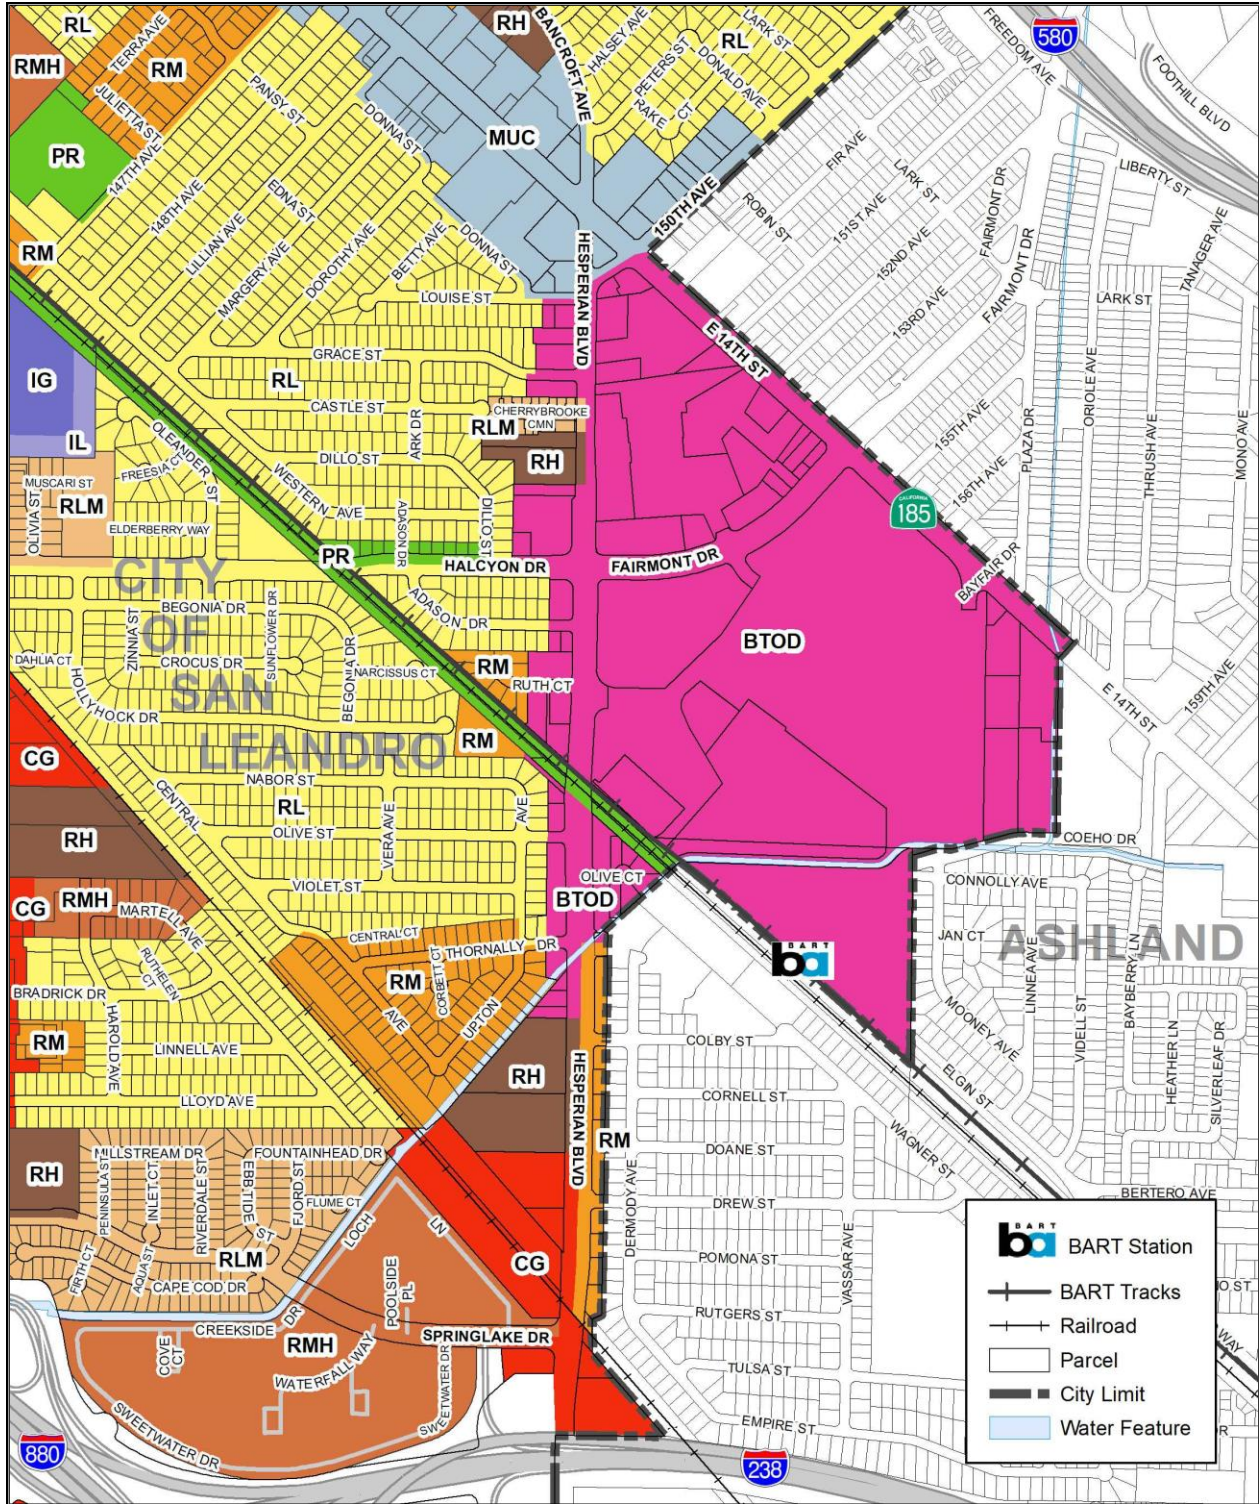 RL
TERRA AVE
RMH
RM
JULIETTA ST
PR
147TH AVE
PANSY ST
DONNA ST
148TH AVE
EDNA ST
LILLIAN AVE
MARGERY AVE
DOROTHY AVE
BETTY AVE
DONNA ST
RH
BANCROFT AVE
HALSEY AVE
PETERS ST
RAKE CT
LARK ST
RL
DONALD AVE
MUC
150TH AVE
HESPERIAN BLVD
FREEDOM AVE
580
FOOTHILL BLVD
LIBERTY ST
FIR AVE
LARK ST
ROBIN ST
151ST AVE
152ND AVE
153RD AVE
FAIRMONT DR
FAIRMONT DR
TANAGER AVE
LARK ST
ORIOLE AVE
THRUSH AVE
MONO AVE
PLAZA DR
155TH AVE
156TH AVE
E 14TH ST
CALIFORNIA
185
BAYFAIR DR
E 14TH ST
159TH AVE
RM
IG
IL
LOUISE ST
GRACE ST
RL
CASTLE ST
ARK DR
CHERRYBROOKE
CMN
RLM
RH
DILLO ST
DILLO ST
OLEANDER ST
FREESIA CT
WESTERN AVE
MUSCARI ST
OLIVIA ST
RLM
ELDERBERRY WAY
ADASON DR
PR
HALCYON DR
FAIRMONT DR
ADASON DR
CITY
OF
SAN
LEANDRO
BEGONIA DR
ZINNIA ST
SUNFLOWER DR
DAHLIA CT
CROCUS DR
BEGONIA DR
NARCISSUS CT
HOLLYHOCK DR
RM
RUTH CT
RM
BTOD
CG
NABOR ST
CENTRAL
RL
VERA AVE
AVE
OLIVE ST
RH
VIOLET ST
OLIVE CT
BTOD
COEHO DR
CONNOLLY AVE
JAN CT
ASHLAND
LINNEA AVE
MOONEY AVE
VIDELL ST
BAYBERRY LN
HEATHER LN
SILVERLEAF DR
ELGIN ST
BART
ba
CG
RMH
MARTELL AVE
RUTHELEN CT
BRADRICK DR
HAROLD AVE
RM
LINNELL AVE
LLOYD AVE
CENTRAL CT
THORNALLY DR
RM
CORBETT CT
AVE
UPTON
RH
HESPERIAN BLVD
RM
DERMODY AVE
COLBY ST
CORNELL ST
DOANE ST
DREW ST
POMONA ST
RUTGERS ST
TULSA ST
EMPIRE ST
VASSAR AVE
WAGNER ST
BERTERO AVE
RH
MILLSTREAM DR
FOUNTAINHEAD DR
PENINSULA ST
INLET CT
RIVERDALE ST
EBB TIDE ST
FJORD ST
FLUME CT
RLM
FIRTH CT
AQUA ST
CAPE COD DR
LOCH LN
CG
CREEKSIDE DR
POOLSIDE PL
SPRINGLAKE DR
RMH
COVE CT
WATERFALL WAY
SWEETWATER DR
SWEETWATER DR
880
238
BART
ba
BART Station
BART Tracks
Railroad
Parcel
City Limit
Water Feature
WAY